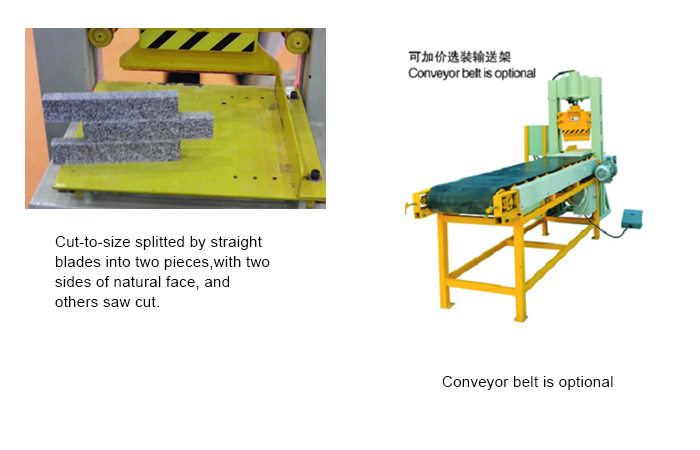 可加价选装输送架
Conveyor belt is optional
Cut-to-size splitted by straight
blades into two pieces,with two
sides of natural face, and
others saw cut.
Conveyor belt is optional